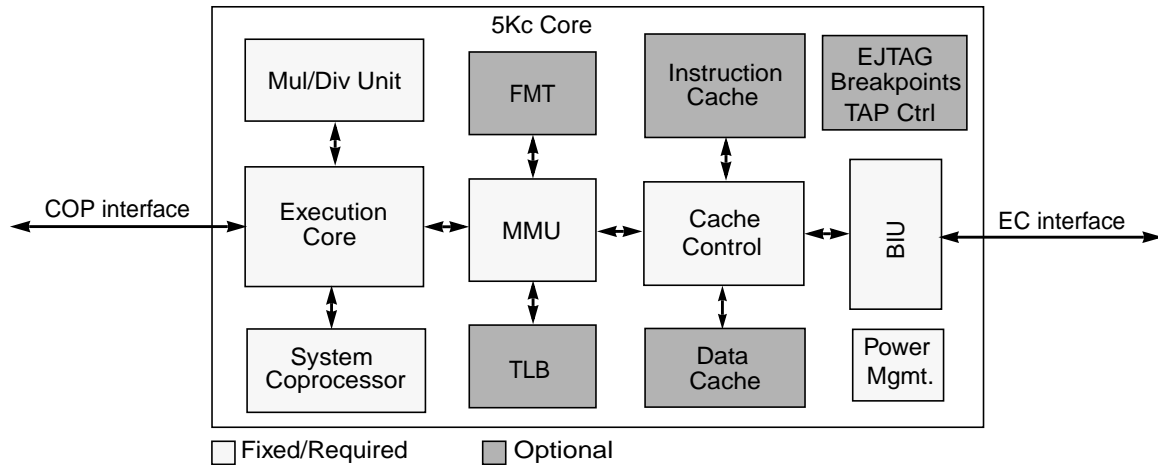 5Kc Core
Mul/Div Unit
FMT
Instruction
Cache
EJTAG
Breakpoints
TAP Ctrl
COP interface
Execution
Core
MMU
Cache
Control
BIU
EC interface
System
Coprocessor
TLB
Data
Cache
Power
Mgmt.
Fixed/Required
Optional